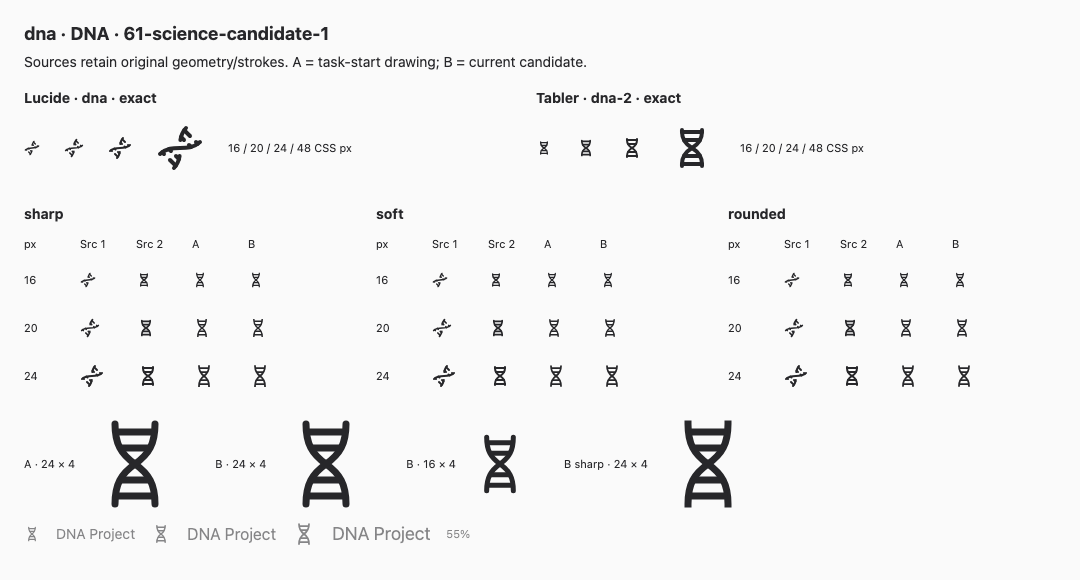 dna · DNA · 61-science-candidate-1
Sources retain original geometry/strokes. A = task-start drawing; B = current candidate.
Lucide · dna · exact
Tabler · dna-2 · exact
16 / 20 / 24 / 48 CSS px
16 / 20 / 24 / 48 CSS px
sharp
soft
rounded
px Src 1 Src 2 A B
px Src 1 Src 2 A B
px Src 1 Src 2 A B
16
16
16
20
20
20
24
24
24
A · 24 × 4
B · 24 × 4
B · 16 × 4
B sharp · 24 × 4
DNA Project
DNA Project
DNA Project
55%